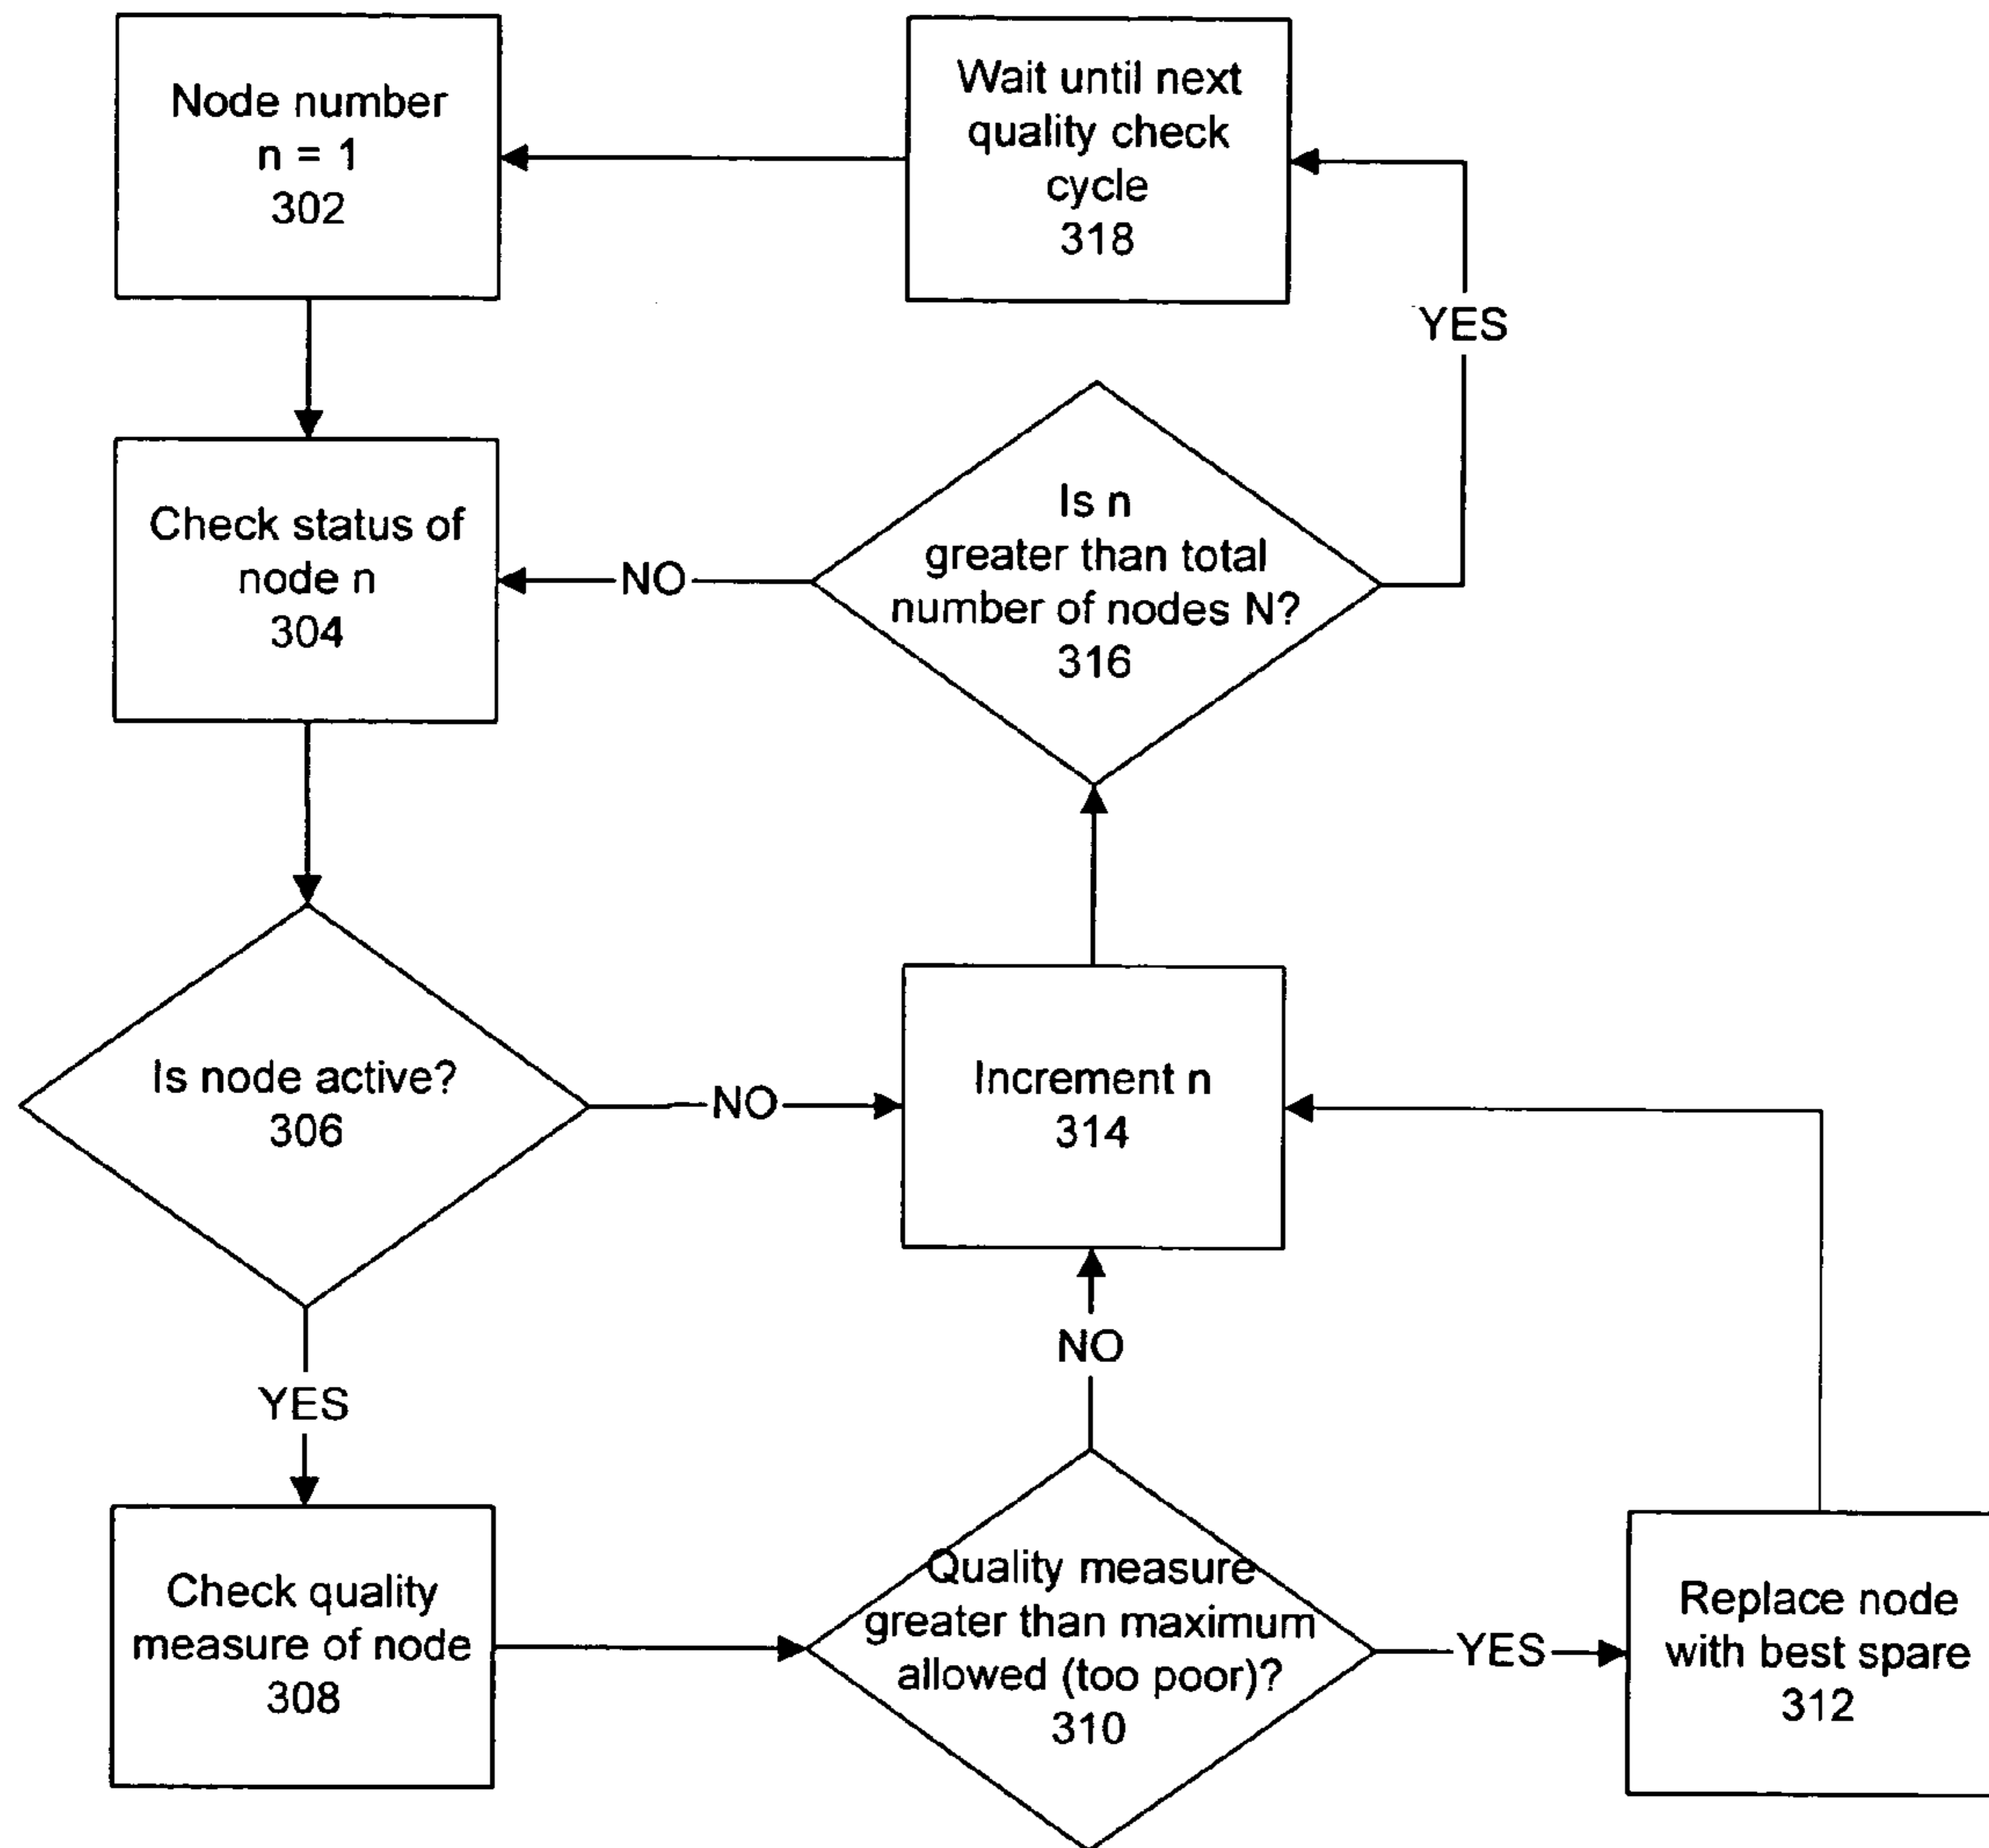 Node number
n = 1
302
Wait until next
quality check
cycle
318
YES
Check status of
node n
304
NO
Is n
greater than total
number of nodes N?
316
Is node active?
306
NO
Increment n
314
YES
NO
Check quality
measure of node
308
Quality measure
greater than maximum
allowed (too poor)?
310
YES
Replace node
with best spare
312